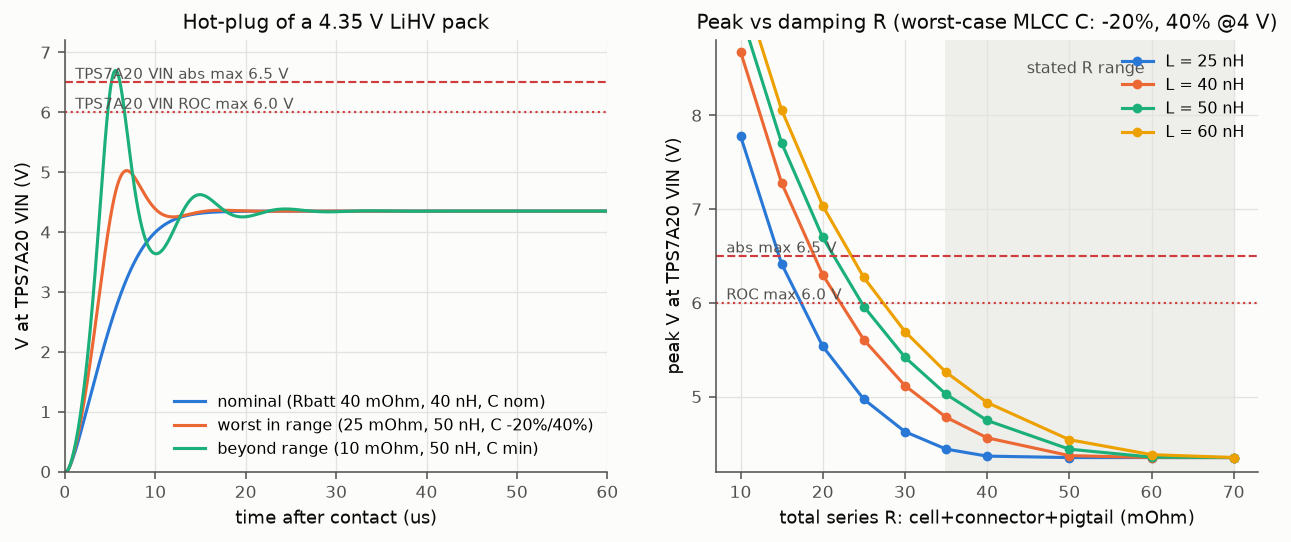 Hot-plug of a 4.35 V LiHV pack
V at TPS7A20 VIN (V)
7
6
5
4
3
2
1
0
TPS7A20 VIN abs max 6.5 V
TPS7A20 VIN ROC max 6.0 V
nominal (Rbatt 40 mOhm, 40 nH, C nom)
worst in range (25 mOhm, 50 nH, C -20%/40%)
beyond range (10 mOhm, 50 nH, C min)
0 10 20 30 40 50 60
time after contact (us)
Peak vs damping R (worst-case MLCC C: -20%, 40% @4 V)
peak V at TPS7A20 VIN (V)
8
7
6
5
stated R range
L = 25 nH
L = 40 nH
L = 50 nH
L = 60 nH
abs max 6.5 V
ROC max 6.0 V
10 20 30 40 50 60 70
total series R: cell+connector+pigtail (mOhm)